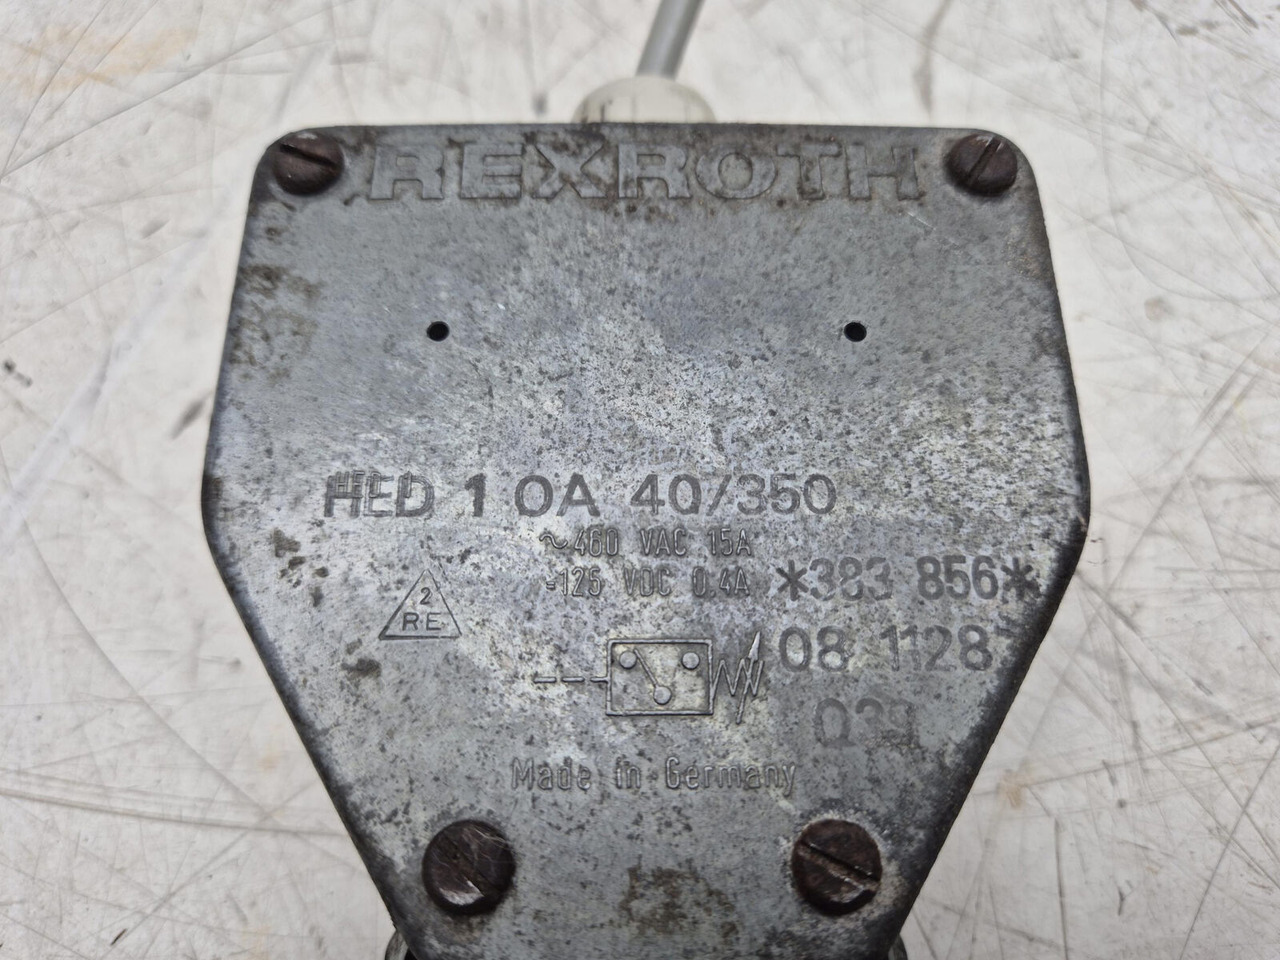 REXROTH
HED 1 0A 40/350
~460 VAC 15A
=125 VDC 0.4A *383 856*
2
RE
08 1128
Made in Germany